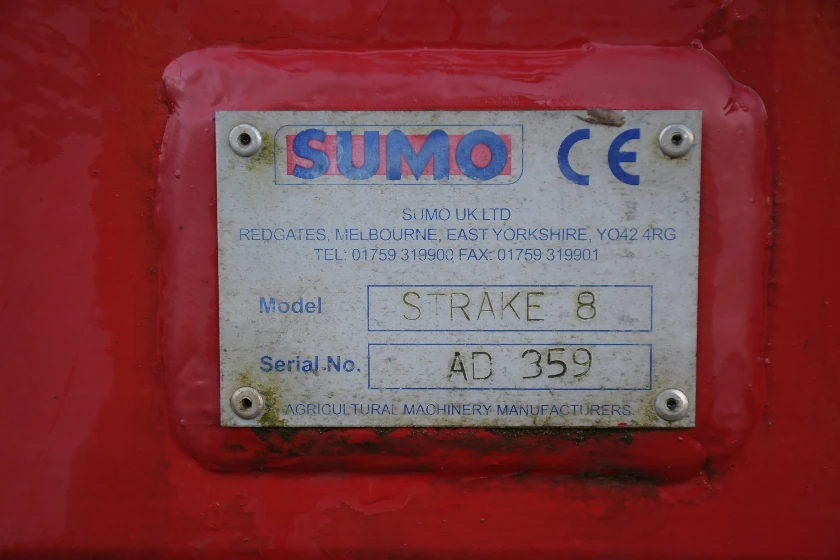 SUMO CE
SUMO UK LTD
REDGATES, MELBOURNE, EAST YORKSHIRE, YO42 4RG
TEL: 01759 319900 FAX: 01759 319901
Model STRAKE 8
Serial No. AD 359
AGRICULTURAL MACHINERY MANUFACTURERS